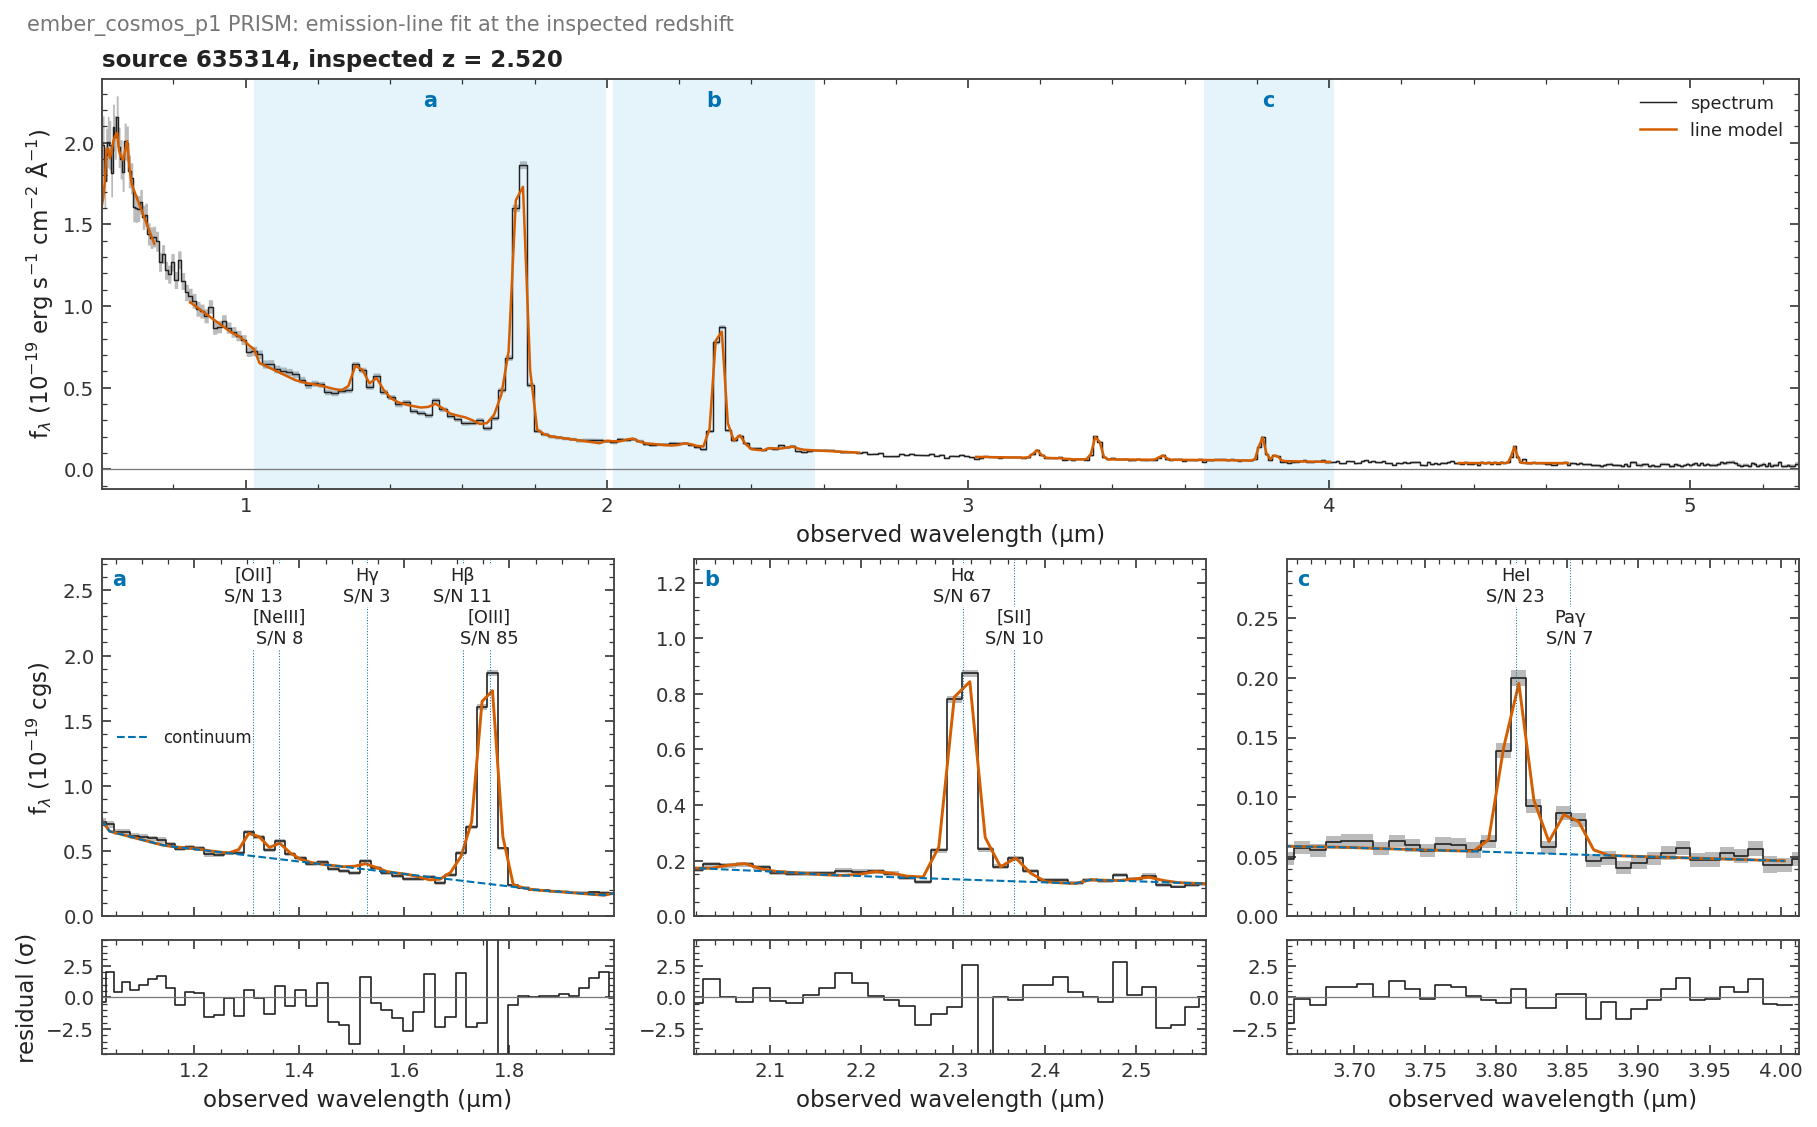 ember_cosmos_p1 PRISM: emission-line fit at the inspected redshift
source 635314, inspected z = 2.520
a
b
c
spectrum
line model
f_λ (10⁻¹⁹ erg s⁻¹ cm⁻² Å⁻¹)
2.0
1.5
1.0
0.5
0.0
1
2
3
4
5
observed wavelength (μm)
a
[OII]
S/N 13
Hγ
S/N 3
Hβ
S/N 11
[NeIII]
S/N 8
[OIII]
S/N 85
continuum
f_λ (10⁻¹⁹ cgs)
2.5
2.0
1.5
1.0
0.5
0.0
b
Hα
S/N 67
[SII]
S/N 10
1.2
1.0
0.8
0.6
0.4
0.2
0.0
c
HeI
S/N 23
Paγ
S/N 7
0.25
0.20
0.15
0.10
0.05
0.00
residual (σ)
2.5
0.0
−2.5
1.2
1.4
1.6
1.8
observed wavelength (μm)
2.5
0.0
−2.5
2.1
2.2
2.3
2.4
2.5
observed wavelength (μm)
2.5
0.0
−2.5
3.70
3.75
3.80
3.85
3.90
3.95
4.00
observed wavelength (μm)